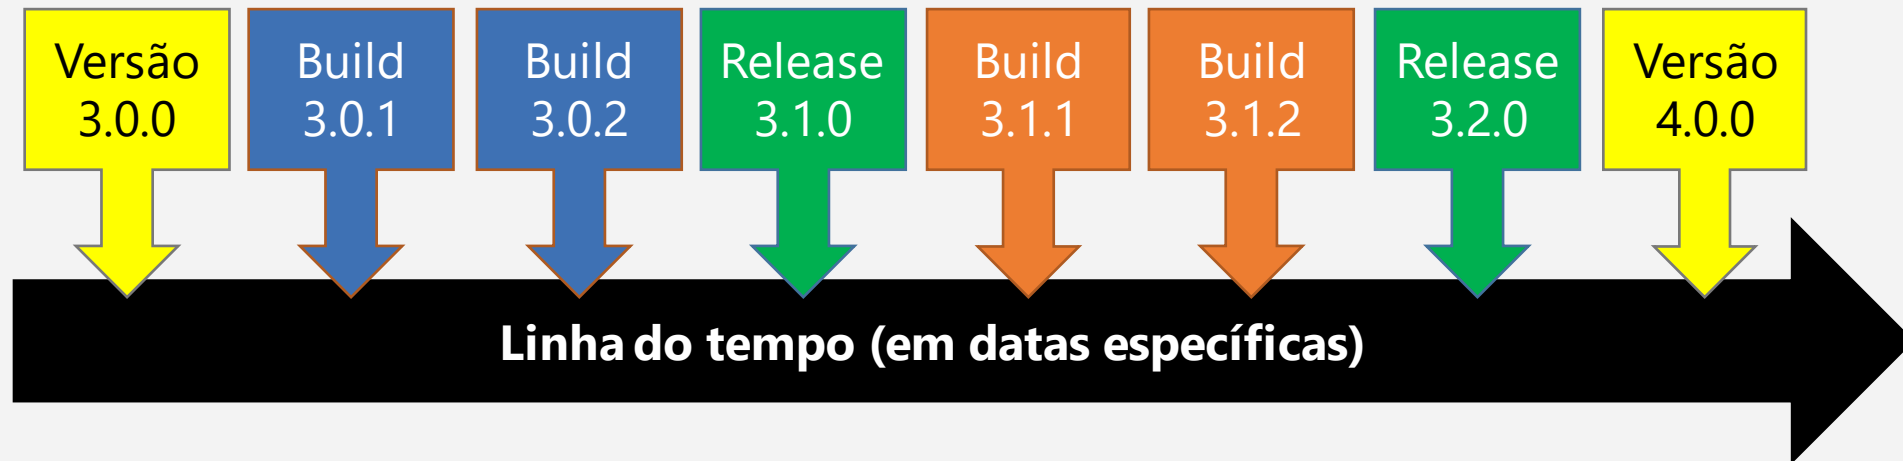 Versão
3.0.0
Build
3.0.1
Build
3.0.2
Release
3.1.0
Build
3.1.1
Build
3.1.2
Release
3.2.0
Versão
4.0.0
Linha do tempo (em datas específicas)